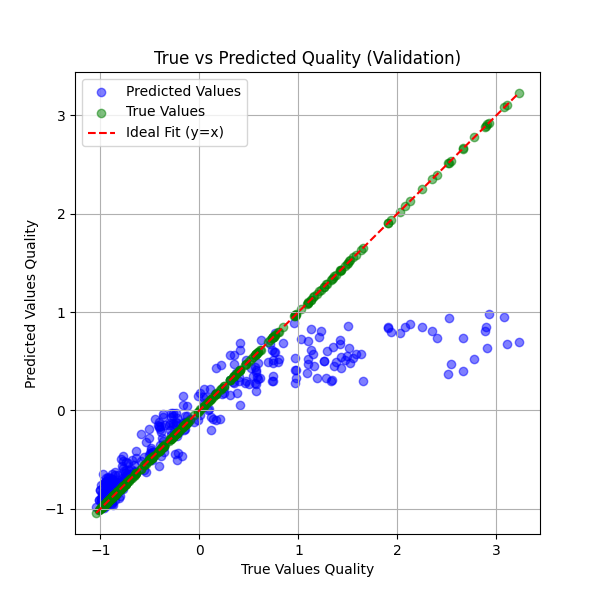 True vs Predicted Quality (Validation)
Predicted Values
True Values
Ideal Fit (y=x)
Predicted Values Quality
3
2
1
0
−1
−1 0 1 2 3
True Values Quality